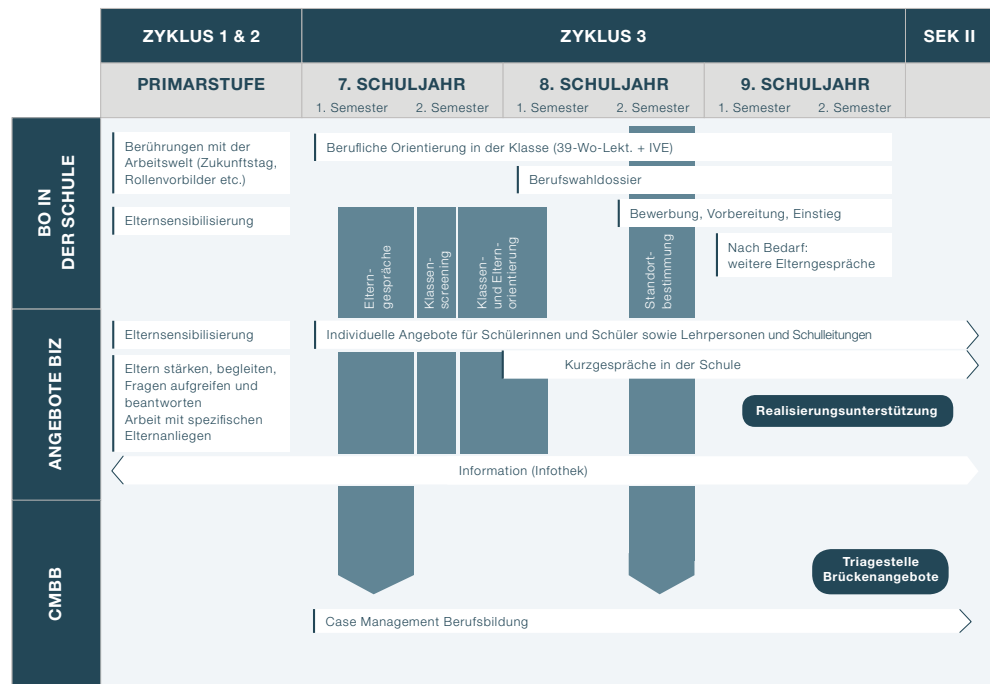 ZYKLUS 1 & 2
ZYKLUS 3
SEK II
PRIMARSTUFE
7. SCHULJAHR
8. SCHULJAHR
9. SCHULJAHR
1. Semester
2. Semester
1. Semester
2. Semester
1. Semester
2. Semester
BO IN
DER SCHULE
Berührungen mit der
Arbeitswelt (Zukunftstag,
Rollenvorbilder etc.)
Elternsensibilisierung
Berufliche Orientierung in der Klasse (39-Wo-Lekt. + IVE)
Berufswahldossier
Bewerbung, Vorbereitung, Einstieg
Nach Bedarf:
weitere Elterngespräche
Eltern-
gespräche
Klassen-
screening
Klassen-
und Eltern-
orientierung
Standort-
bestimmung
ANGEBOTE BIZ
Elternsensibilisierung
Eltern stärken, begleiten,
Fragen aufgreifen und
beantworten
Arbeit mit spezifischen
Elternanliegen
Individuelle Angebote für Schülerinnen und Schüler sowie Lehrpersonen und Schulleitungen
Kurzgespräche in der Schule
Realisierungsunterstützung
Information (Infothek)
CMBB
Triagestelle
Brückenangebote
Case Management Berufsbildung